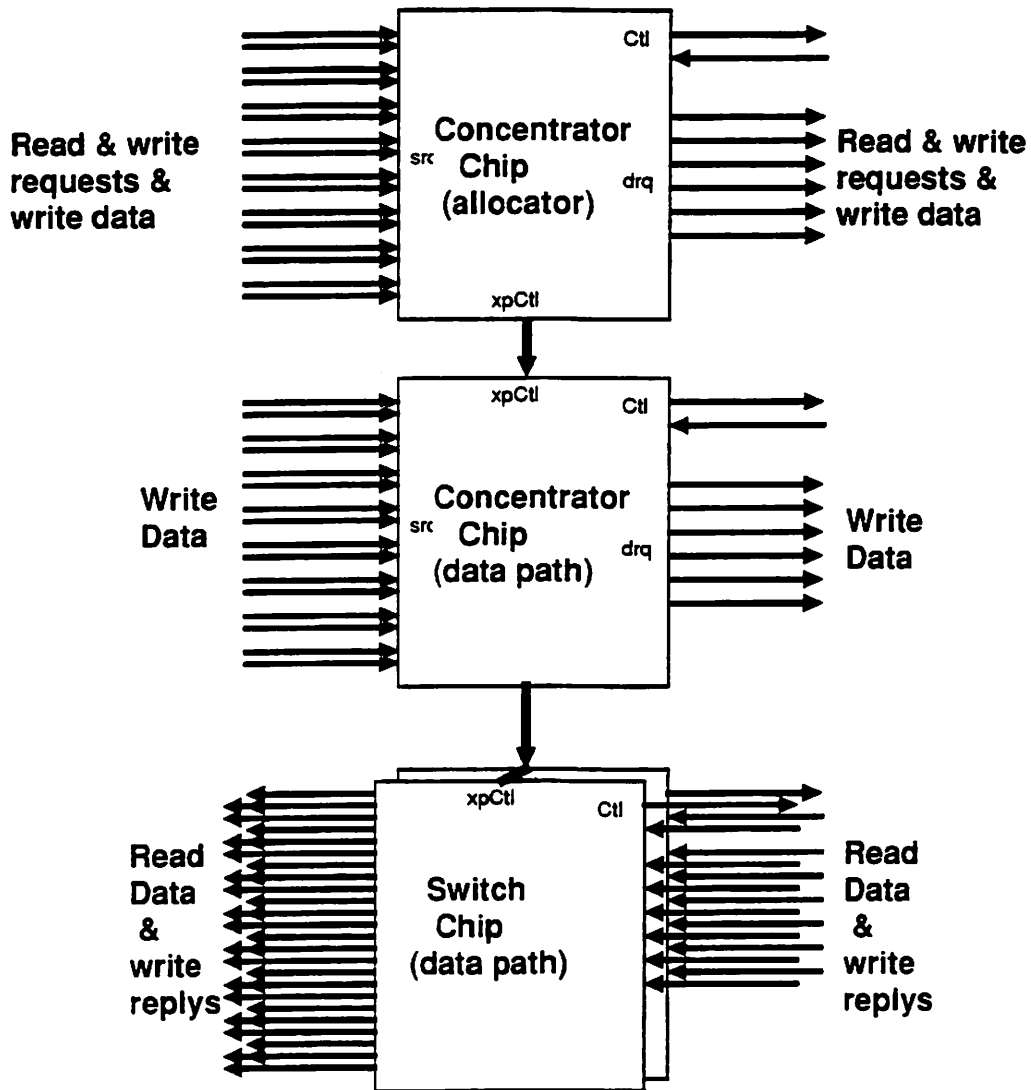 Ctl
Read & write
requests &
write data
src
Concentrator
Chip
(allocator)
drq
Read & write
requests &
write data
xpCtl
xpCtl
Ctl
Write
Data
src
Concentrator
Chip
(data path)
drq
Write
Data
xpCtl
Ctl
Read
Data
&
write
replys
Switch
Chip
(data path)
Read
Data
&
write
replys